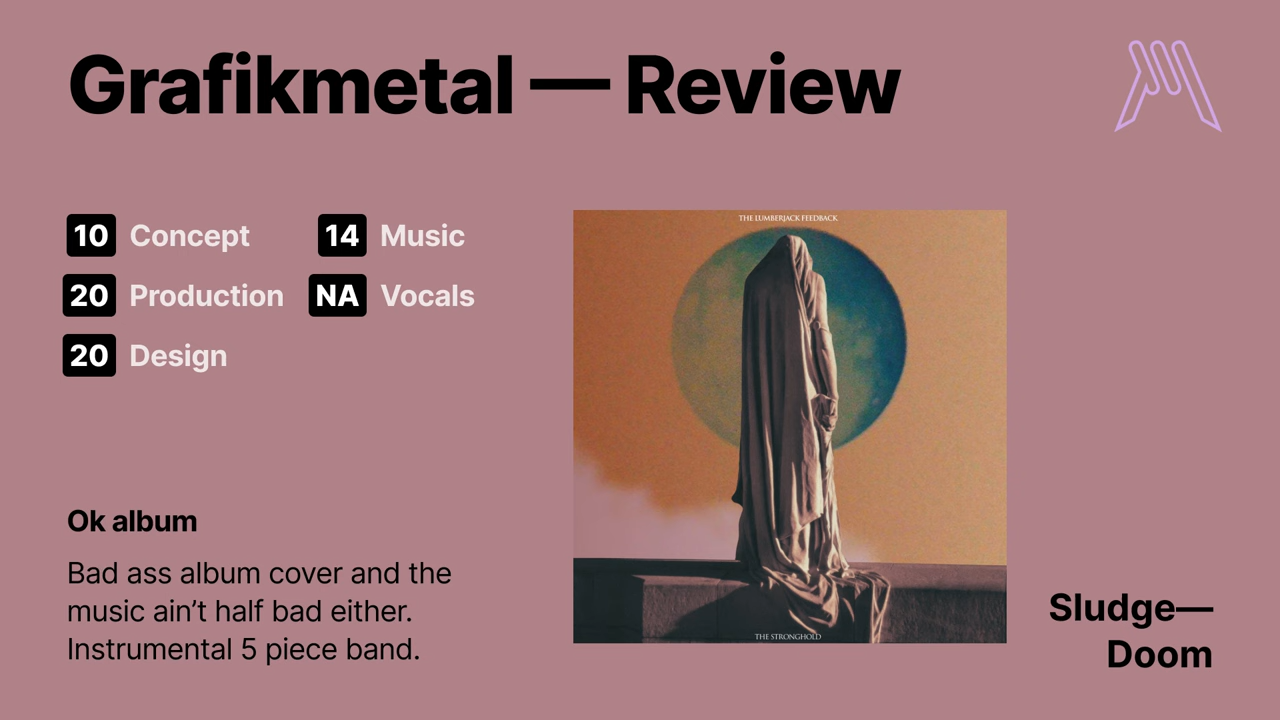 Grafikmetal — Review
10 Concept
14 Music
20 Production
NA Vocals
20 Design
THE LUMBERJACK FEEDBACK
THE STRONGHOLD
Ok album
Bad ass album cover and the
music ain’t half bad either.
Instrumental 5 piece band.
Sludge—
Doom